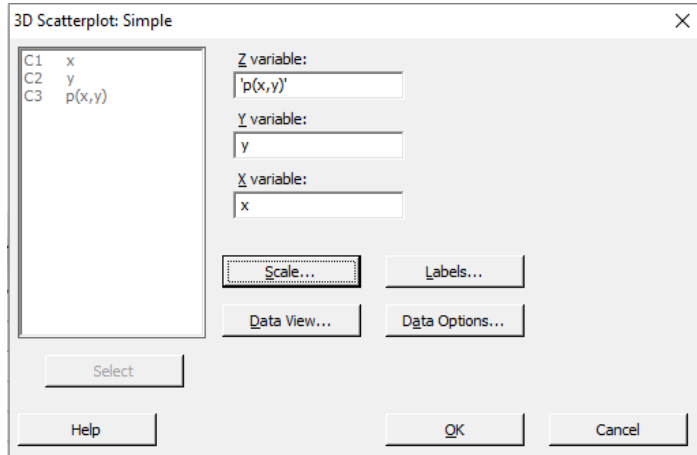 3D Scatterplot: Simple
C1 x
C2 y
C3 p(x,y)
Z variable:
'p(x,y)'
Y variable:
y
X variable:
x
Scale... Labels...
Data View... Data Options...
Select
Help OK Cancel